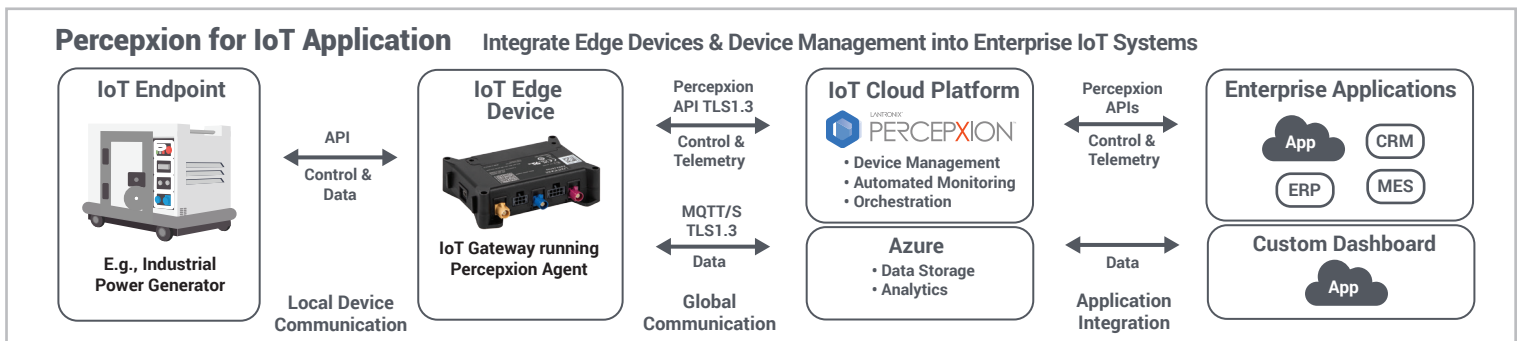 Percepxion for IoT Application Integrate Edge Devices & Device Management into Enterprise IoT Systems
IoT Endpoint
E.g., Industrial
Power Generator
API
Control &
Data
Local Device
Communication
IoT Edge
Device
IoT Gateway running
Percepxion Agent
Percepxion
API TLS1.3
Control &
Telemetry
MQTT/S
TLS1.3
Data
Global
Communication
IoT Cloud Platform
LANTRONIX
PERCEPXION
• Device Management
• Automated Monitoring
• Orchestration
Azure
• Data Storage
• Analytics
Percepxion
APIs
Control &
Telemetry
Data
Application
Integration
Enterprise Applications
App
CRM
ERP
MES
Custom Dashboard
App